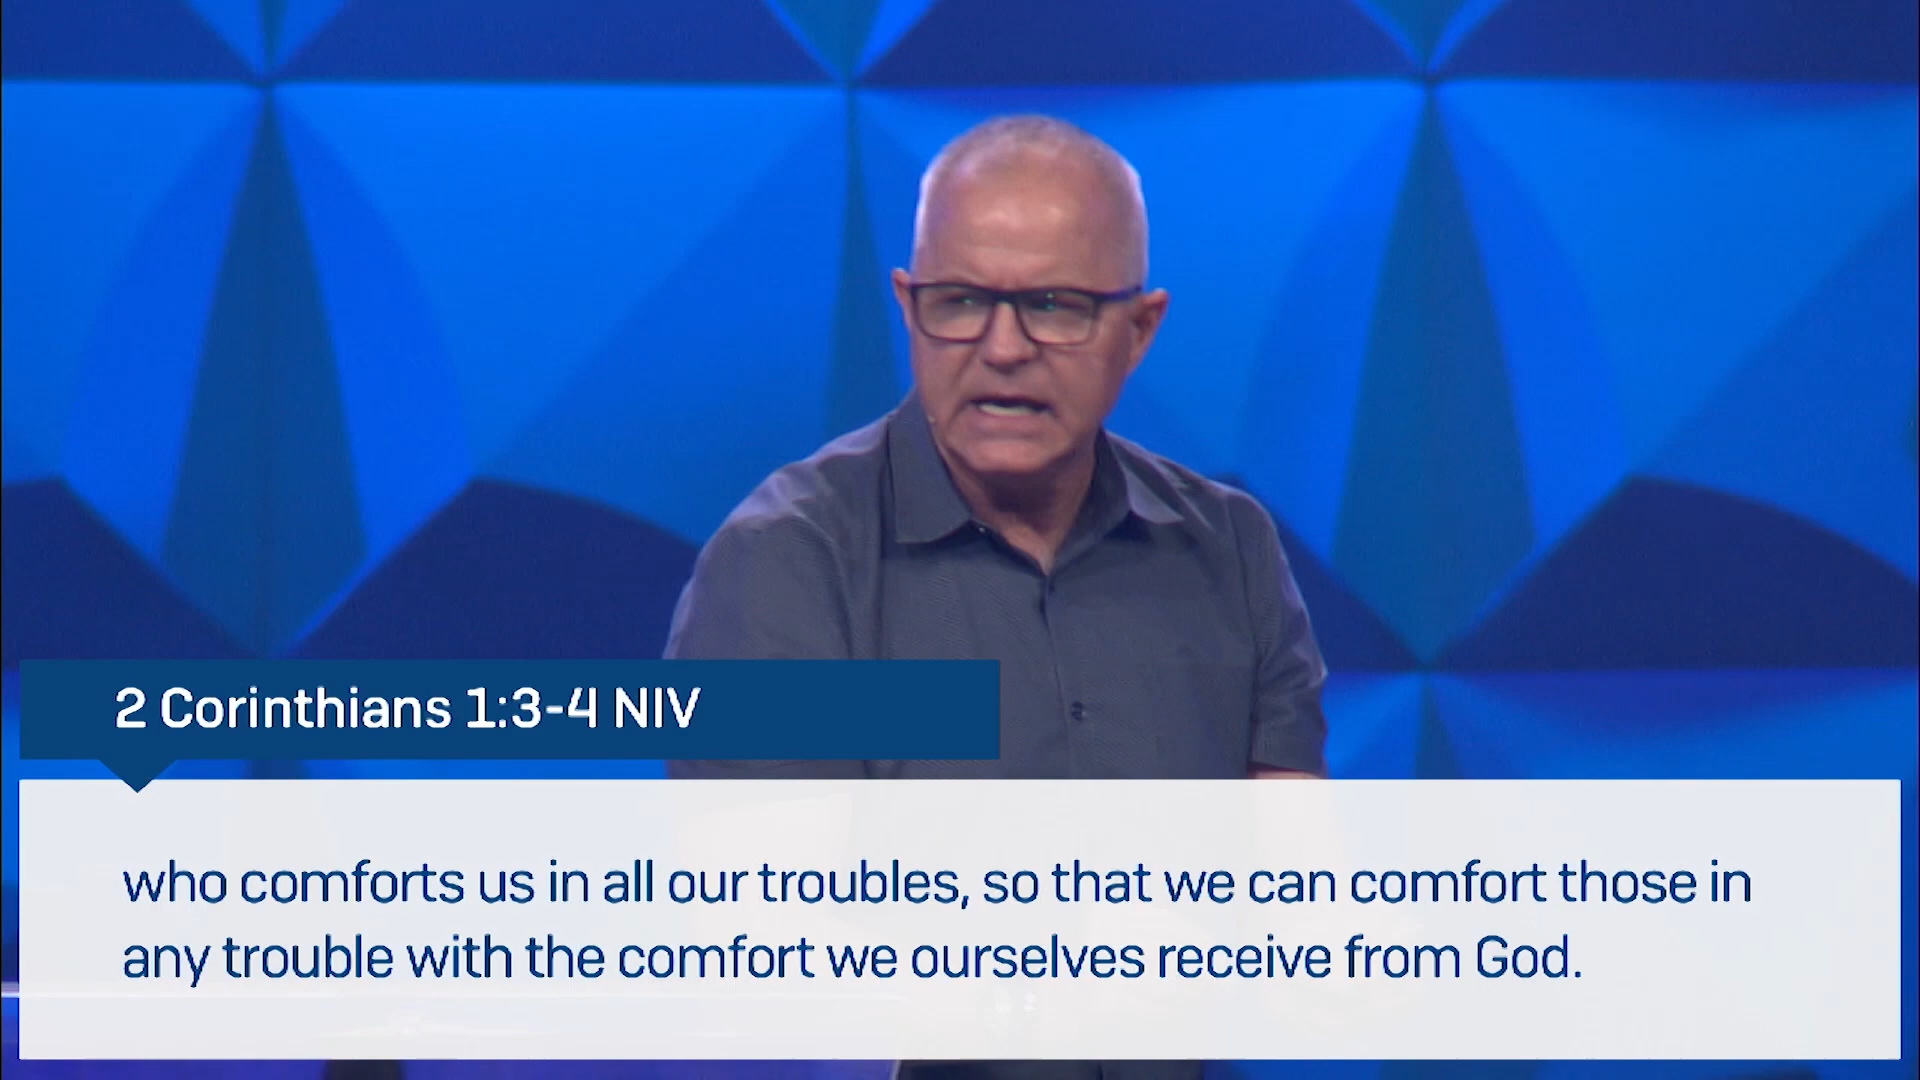 2 Corinthians 1:3-4 NIV
who comforts us in all our troubles, so that we can comfort those in
any trouble with the comfort we ourselves receive from God.